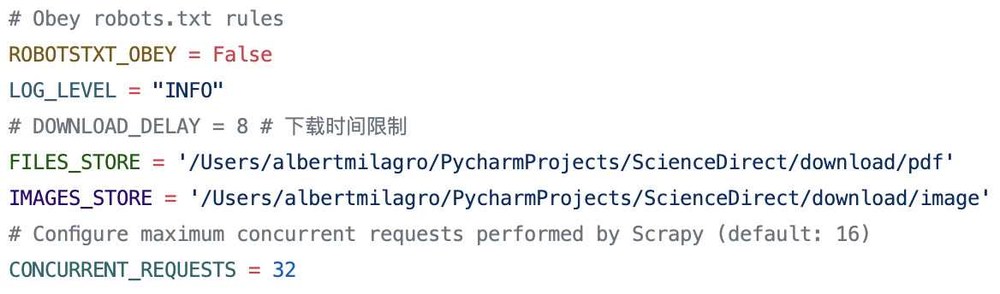 # Obey robots.txt rules
ROBOTSTXT_OBEY = False
LOG_LEVEL = "INFO"
# DOWNLOAD_DELAY = 8 # 下载时间限制
FILES_STORE = '/Users/albertmilagro/PycharmProjects/ScienceDirect/download/pdf'
IMAGES_STORE = '/Users/albertmilagro/PycharmProjects/ScienceDirect/download/image'
# Configure maximum concurrent requests performed by Scrapy (default: 16)
CONCURRENT_REQUESTS = 32